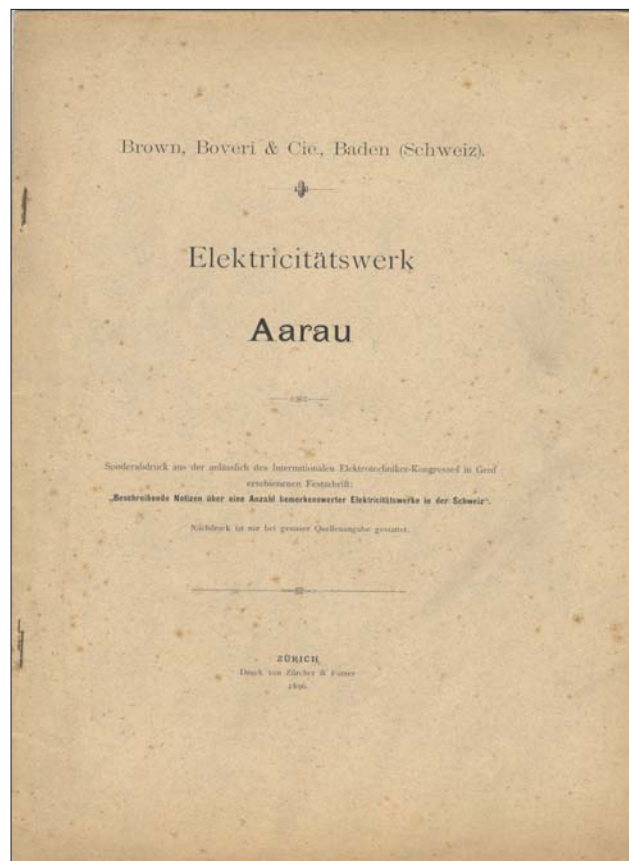 Brown, Boveri & Cie., Baden (Schweiz).
Elektricitätswerk
Aarau
Sonderabdruck aus der anlässlich des Internationalen Elektrotechniker-Kongresses in Genf
erschienenen Festschrift:
„Beschreibende Notizen über eine Anzahl bemerkenswerter Elektricitätswerke in der Schweiz“.
Nachdruck ist nur bei genauer Quellenangabe gestattet.
ZÜRICH
Druck von Zürcher & Furrer
1896.